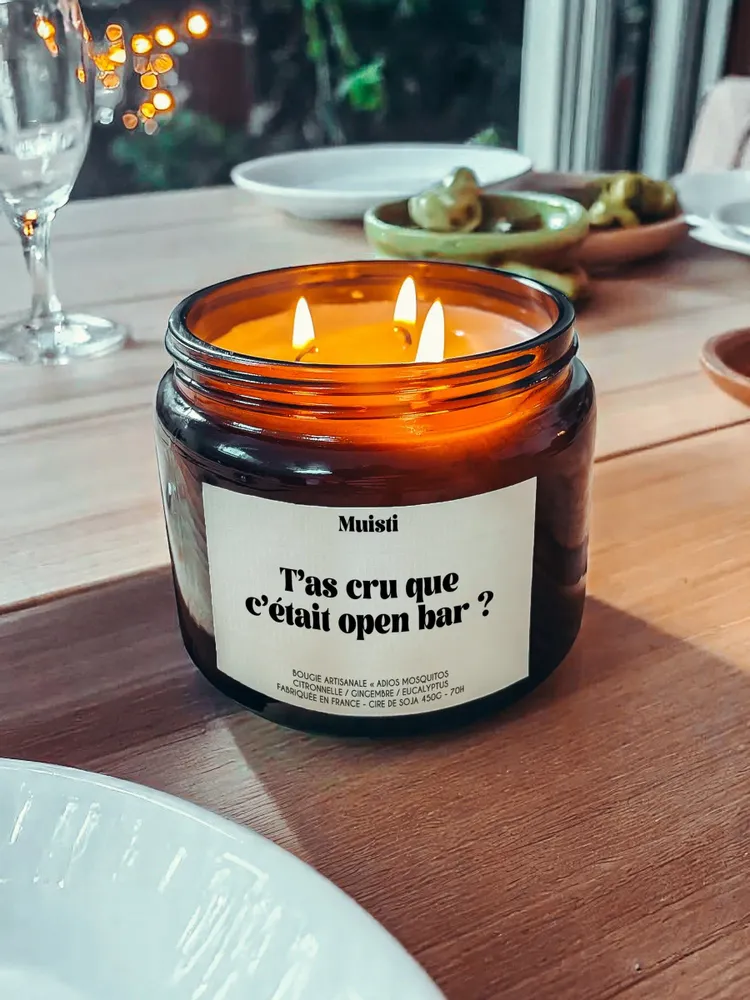 Muisti
T'as cru que
c'était open bar ?
BOUGIE ARTISANALE « ADIOS MOSQUITOS
CITRONNELLE / GINGEMBRE / EUCALYPTUS
FABRIQUÉE EN FRANCE - CIRE DE SOJA 450G - 70H